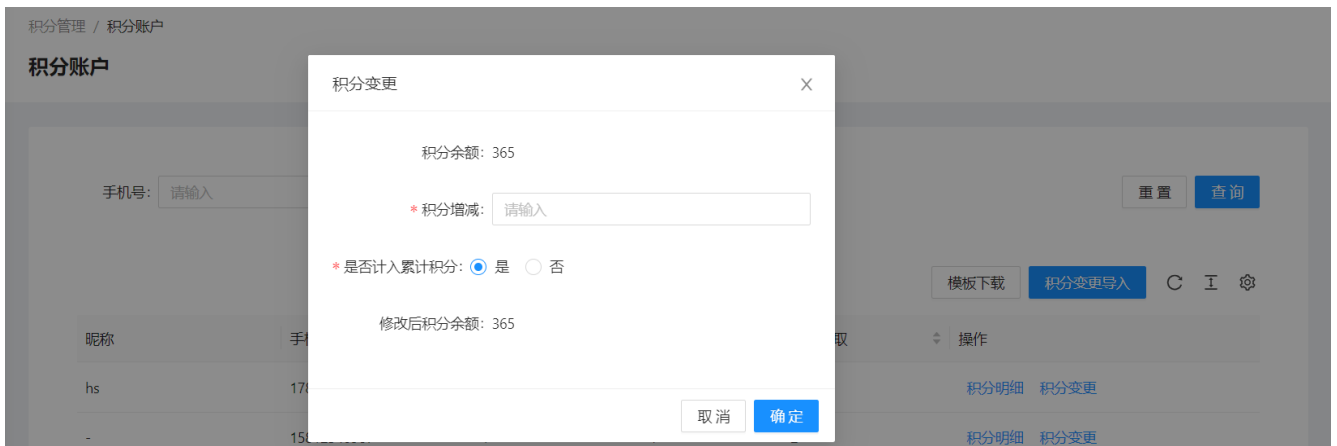 积分管理 / 积分账户
积分账户
积分变更
积分余额: 365
手机号: 请输入
重置 查询
* 积分增减: 请输入
* 是否计入累计积分: 是 否
模板下载 积分变更导入
修改后积分余额: 365
昵称 手 取 操作
hs 178 积分明细 积分变更
取消 确定
- 积分明细 积分变更